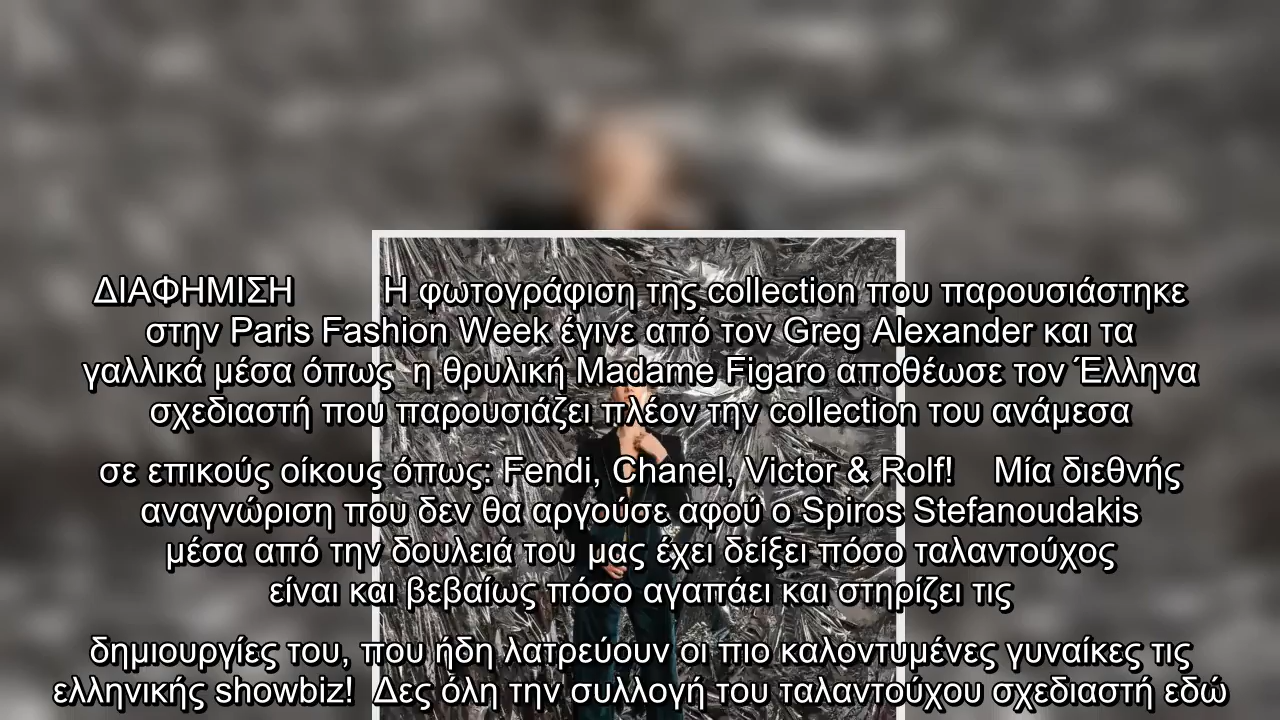 ΔΙΑΦΗΜΙΣΗ Η φωτογράφιση της collection που παρουσιάστηκε
στην Paris Fashion Week έγινε από τον Greg Alexander και τα
γαλλικά μέσα όπως η θρυλική Madame Figaro αποθέωσε τον Έλληνα
σχεδιαστή που παρουσιάζει πλέον την collection του ανάμεσα
σε επικούς οίκους όπως: Fendi, Chanel, Victor & Rolf! Μία διεθνής
αναγνώριση που δεν θα αργούσε αφού ο Spiros Stefanoudakis
μέσα από την δουλειά του μας έχει δείξει πόσο ταλαντούχος
είναι και βεβαίως πόσο αγαπάει και στηρίζει τις
δημιουργίες του, που ήδη λατρεύουν οι πιο καλοντυμένες γυναίκες τις
ελληνικής showbiz! Δες όλη την συλλογή του ταλαντούχου σχεδιαστή εδώ